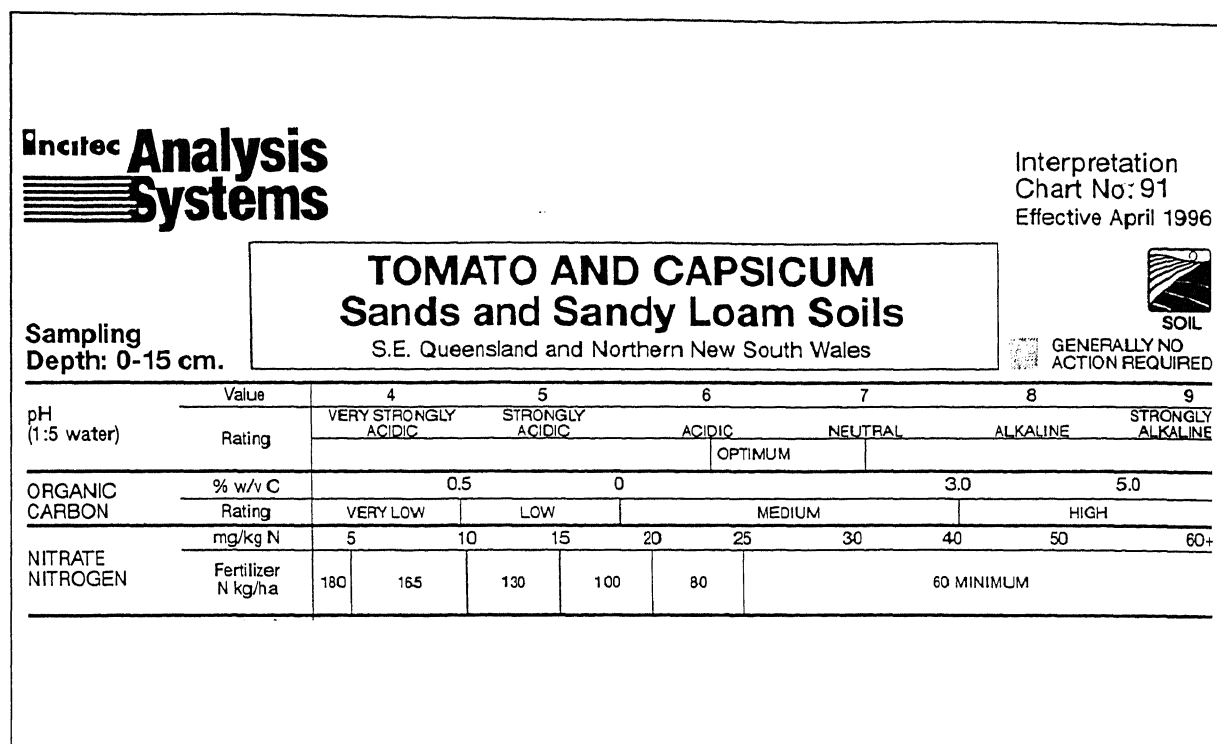 Incitec Analysis
Systems
Interpretation
Chart No: 91
Effective April 1996
TOMATO AND CAPSICUM
Sands and Sandy Loam Soils
S.E. Queensland and Northern New South Wales
Sampling
Depth: 0-15 cm.
SOIL
GENERALLY NO
ACTION REQUIRED
pH
(1:5 water)
Value 4 5 6 7 8 9
Rating
VERY STRONGLY ACIDIC
STRONGLY ACIDIC
ACIDIC
NEUTRAL
ALKALINE
STRONGLY ALKALINE
OPTIMUM
ORGANIC
CARBON
% w/v C 0.5 0 3.0 5.0
Rating VERY LOW LOW MEDIUM HIGH
NITRATE
NITROGEN
mg/kg N 5 10 15 20 25 30 40 50 60+
Fertilizer
N kg/ha
180 165 130 100 80 60 MINIMUM